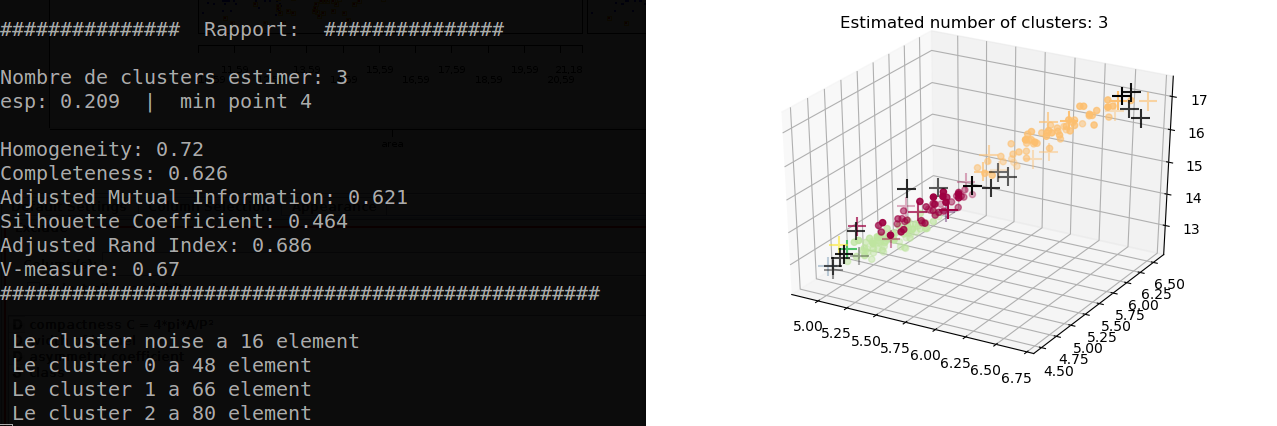 ############### Rapport: ###############
Nombre de clusters estimer: 3
esp: 0.209 | min point 4
Homogeneity: 0.72
Completeness: 0.626
Adjusted Mutual Information: 0.621
Silhouette Coefficient: 0.464
Adjusted Rand Index: 0.686
V-measure: 0.67
##################################################
D compactness C = 4*pi*A/P²
Le cluster noise a 16 element
Le cluster 0 a 48 element
Le cluster 1 a 66 element
Le cluster 2 a 80 element
Estimated number of clusters: 3
17
16
15
14
13
6.50
6.25
6.00
5.75
5.50
5.25
5.00
4.75
4.50
5.00
5.25
5.50
5.75
6.00
6.25
6.50
6.75